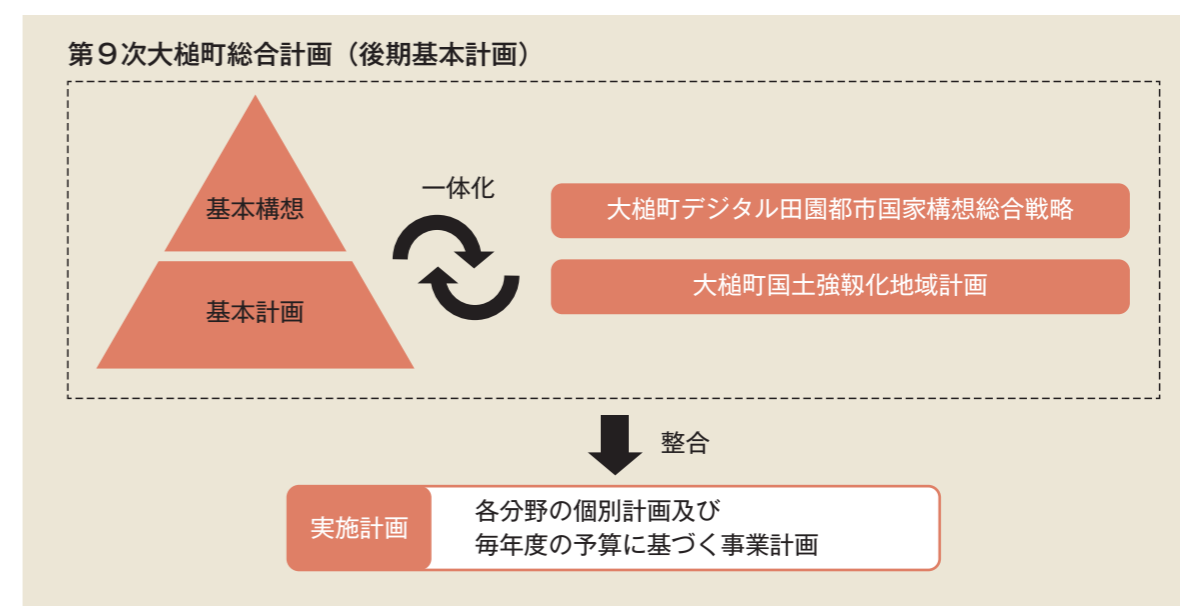 第９次大槌町総合計画（後期基本計画）
基本構想
基本計画
一体化
大槌町デジタル田園都市国家構想総合戦略
大槌町国土強靱化地域計画
整合
実施計画
各分野の個別計画及び
毎年度の予算に基づく事業計画